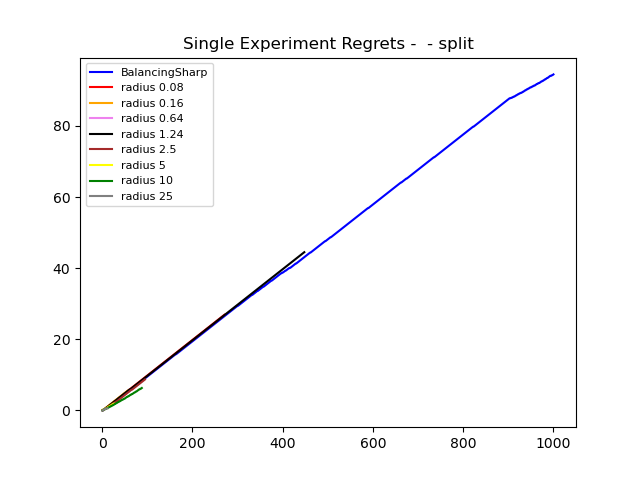 Single Experiment Regrets -  - split
BalancingSharp
radius 0.08
radius 0.16
radius 0.64
radius 1.24
radius 2.5
radius 5
radius 10
radius 25
80
60
40
20
0
0 200 400 600 800 1000